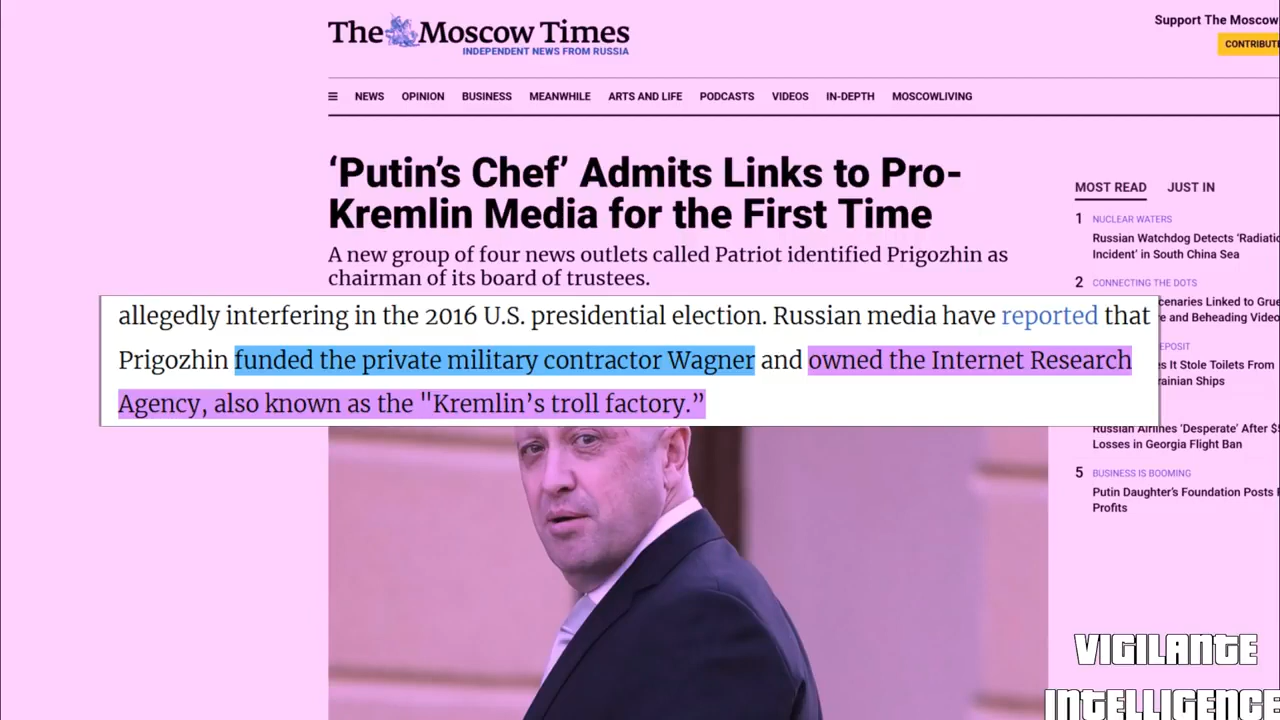 The Moscow Times
INDEPENDENT NEWS FROM RUSSIA
Support The Moscow
CONTRIBUTE
NEWS OPINION BUSINESS MEANWHILE ARTS AND LIFE PODCASTS VIDEOS IN-DEPTH MOSCOWLIVING
‘Putin’s Chef’ Admits Links to Pro-
Kremlin Media for the First Time
A new group of four news outlets called Patriot identified Prigozhin as
chairman of its board of trustees.
allegedly interfering in the 2016 U.S. presidential election. Russian media have reported that
Prigozhin funded the private military contractor Wagner and owned the Internet Research
Agency, also known as the "Kremlin’s troll factory.”
MOST READ JUST IN
1 NUCLEAR WATERS
Russian Watchdog Detects ‘Radiation
Incident’ in South China Sea
2 CONNECTING THE DOTS
cenaries Linked to Grue
e and Beheading Video
EPOSIT
s It Stole Toilets From
rainian Ships
Russian Airlines ‘Desperate’ After $5
Losses in Georgia Flight Ban
5 BUSINESS IS BOOMING
Putin Daughter’s Foundation Posts
Profits
VIGILANTE
INTELLIGENCE